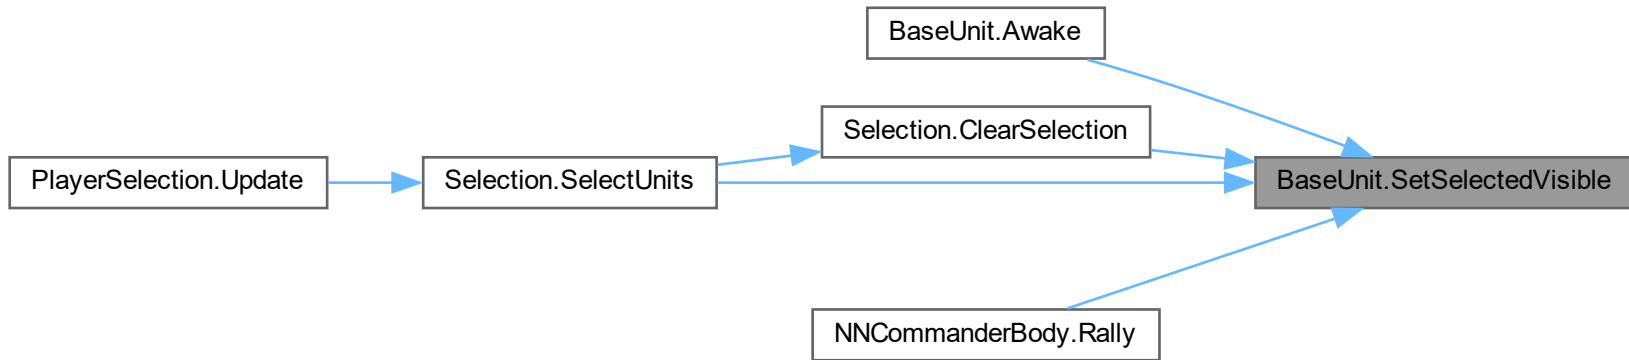 BaseUnit.Awake
Selection.ClearSelection
PlayerSelection.Update
Selection.SelectUnits
BaseUnit.SetSelectedVisible
NNCommanderBody.Rally